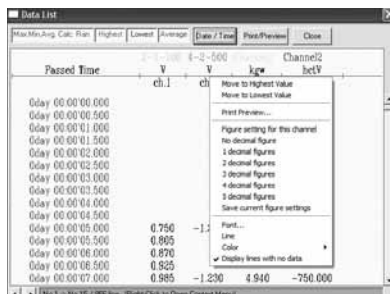 Data List
Max.Min.Avg. Calc. Rian Highest Lowest Average Date / Time Print/Preview Close
4-2-500 Channel2
Passed Time V V kgw hctV
ch.1 ch
Move to Highest Value
Move to Lowest Value
Print Preview...
Figure setting for this channel
No decimal figure
1 decimal figures
2 decimal figures
3 decimal figures
4 decimal figures
5 decimal figures
Save current figure settings
Font...
Line
Color
Display lines with no data
0day 00:00'00.000
0day 00:00'00.500
0day 00:00'01.000
0day 00:00'01.500
0day 00:00'02.000
0day 00:00'02.500
0day 00:00'03.000
0day 00:00'03.500
0day 00:00'04.000
0day 00:00'04.500
0day 00:00'05.000 0.750
0day 00:00'05.500 0.805
0day 00:00'06.000 0.870
0day 00:00'06.500 0.925
0day 00:00'07.000 0.985 -1.230 4.940 -750.000